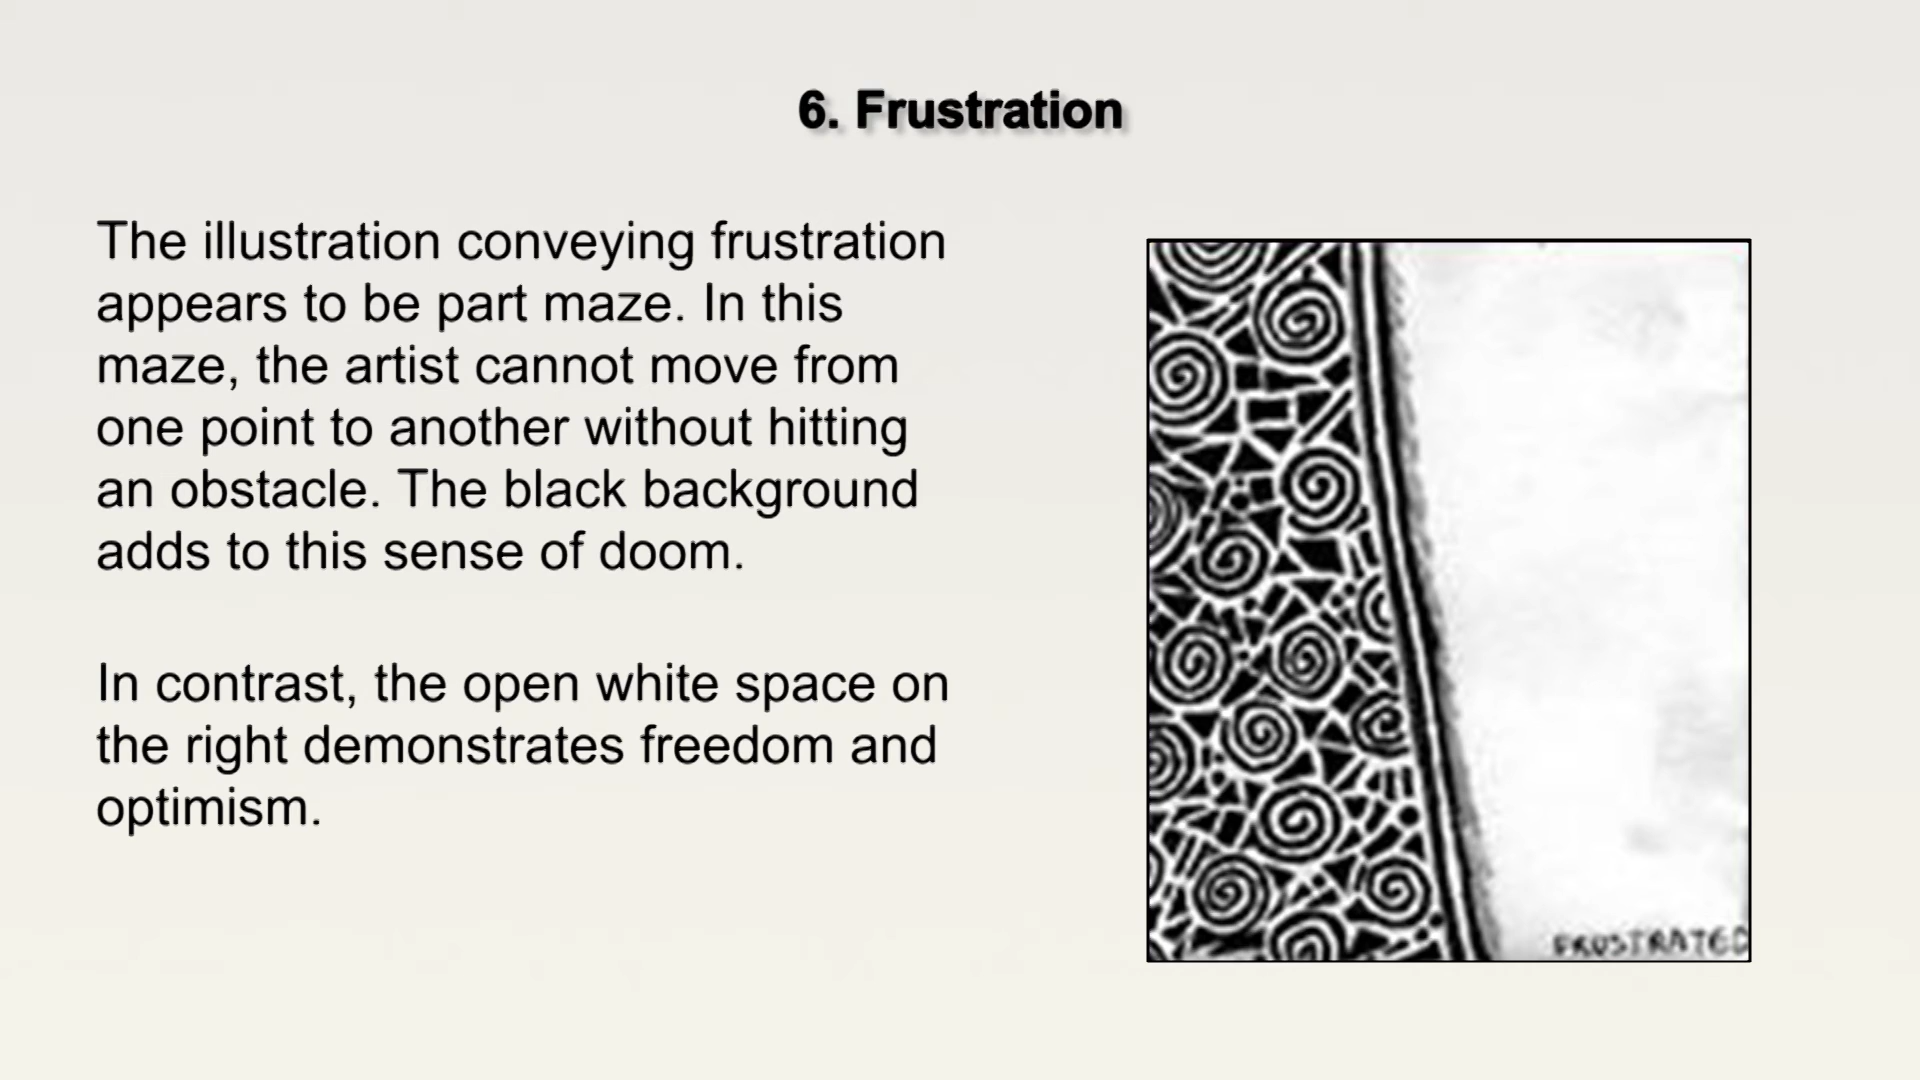 6. Frustration
The illustration conveying frustration
appears to be part maze. In this
maze, the artist cannot move from
one point to another without hitting
an obstacle. The black background
adds to this sense of doom.
In contrast, the open white space on
the right demonstrates freedom and
optimism.
FRUSTRATED